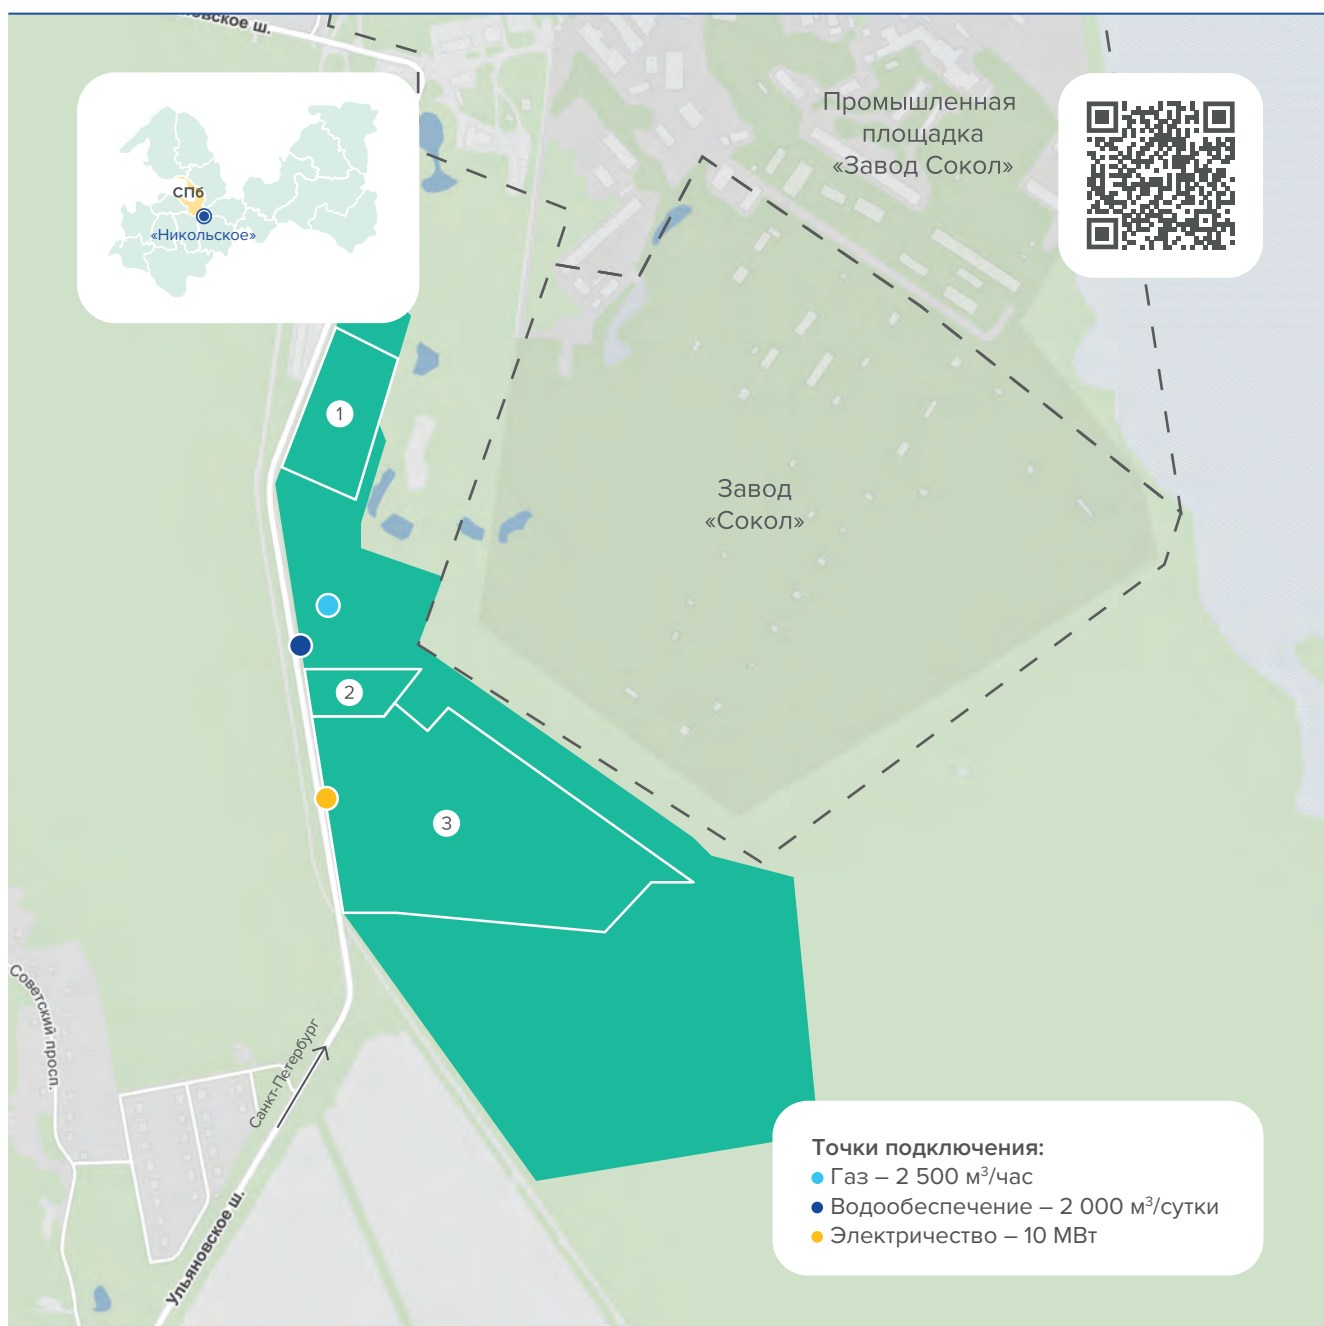 новское ш.
СПб
«Никольское»
Промышленная
площадка
«Завод Сокол»
1
Завод
«Сокол»
2
3
Советский просп.
Санкт-Петербург
Ульяновское ш.
Точки подключения:
Газ – 2 500 м³/час
Водообеспечение – 2 000 м³/сутки
Электричество – 10 МВт